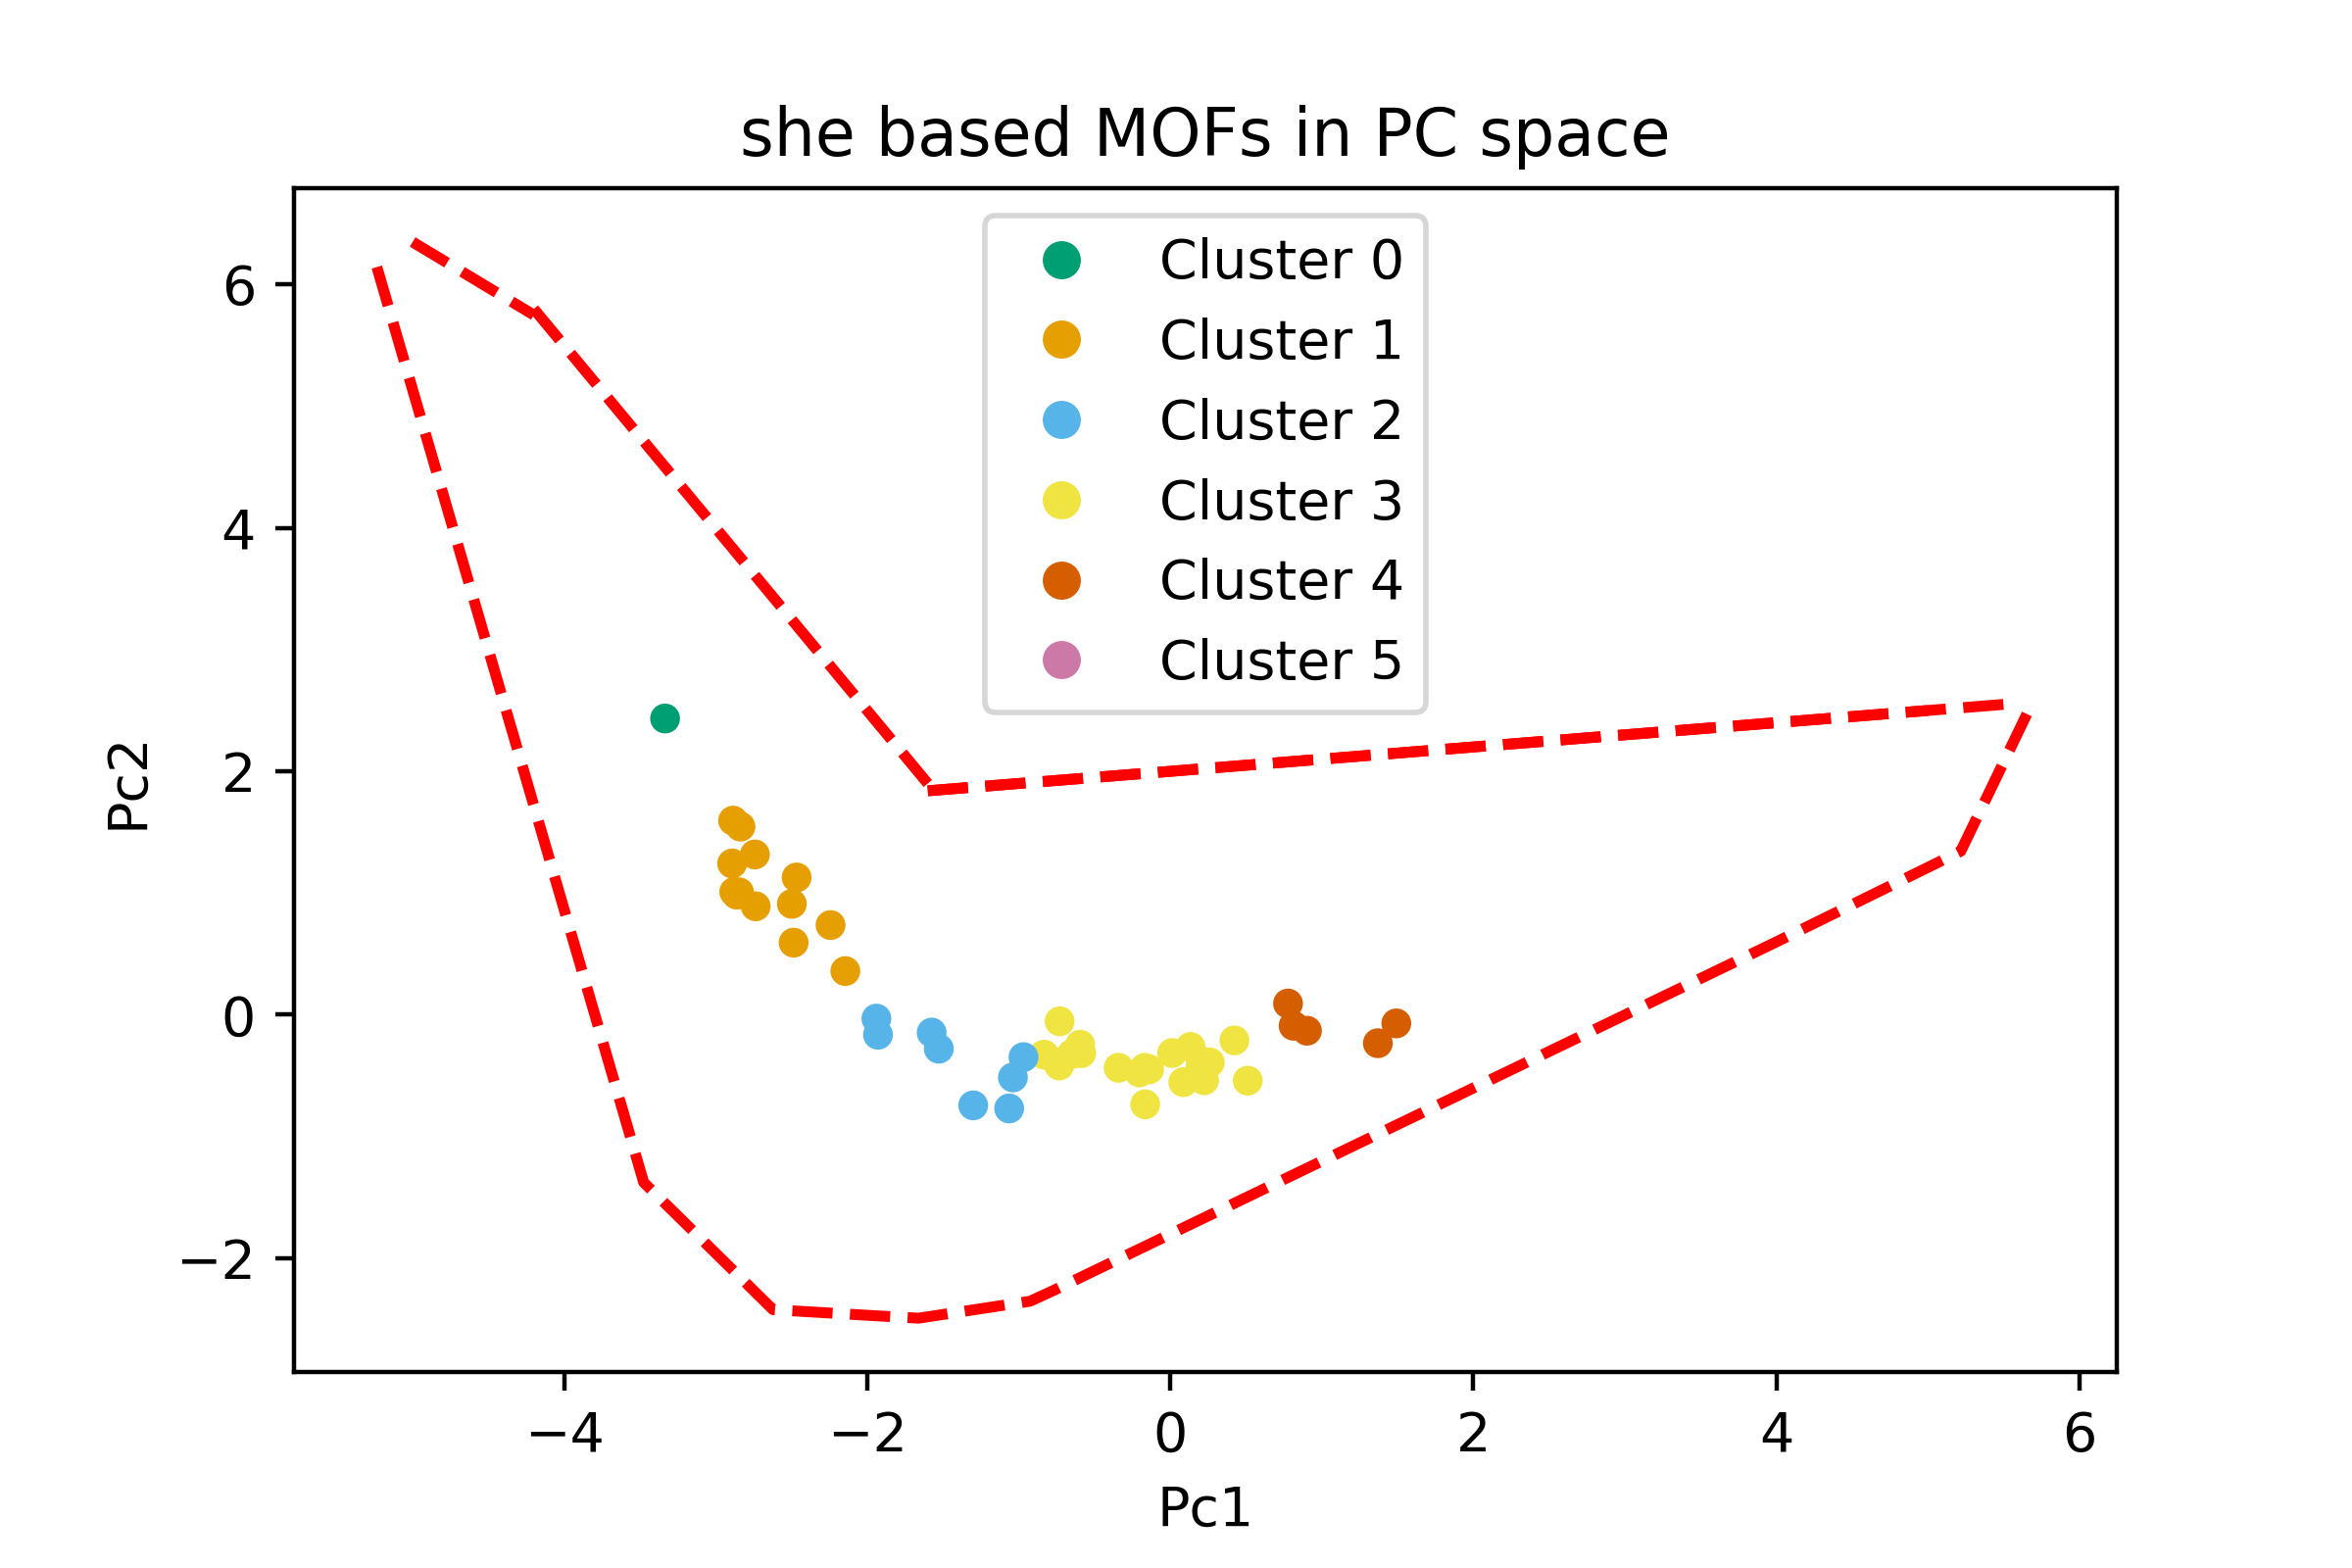 she based MOFs in PC space
Cluster 0
Cluster 1
Cluster 2
Cluster 3
Cluster 4
Cluster 5
6
4
2
0
−2
Pc2
−4
−2
0
2
4
6
Pc1